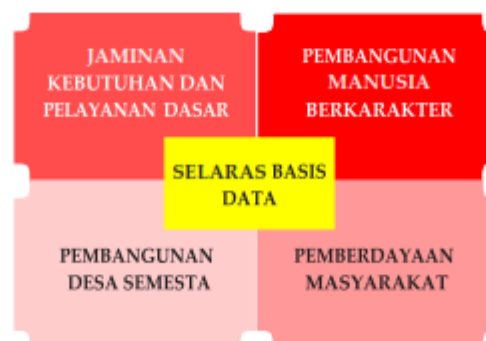 JAMINAN
KEBUTUHAN DAN
PELAYANAN DASAR
PEMBANGUNAN
MANUSIA
BERKARAKTER
SELARAS BASIS
DATA
PEMBANGUNAN
DESA SEMESTA
PEMBERDAYAAN
MASYARAKAT